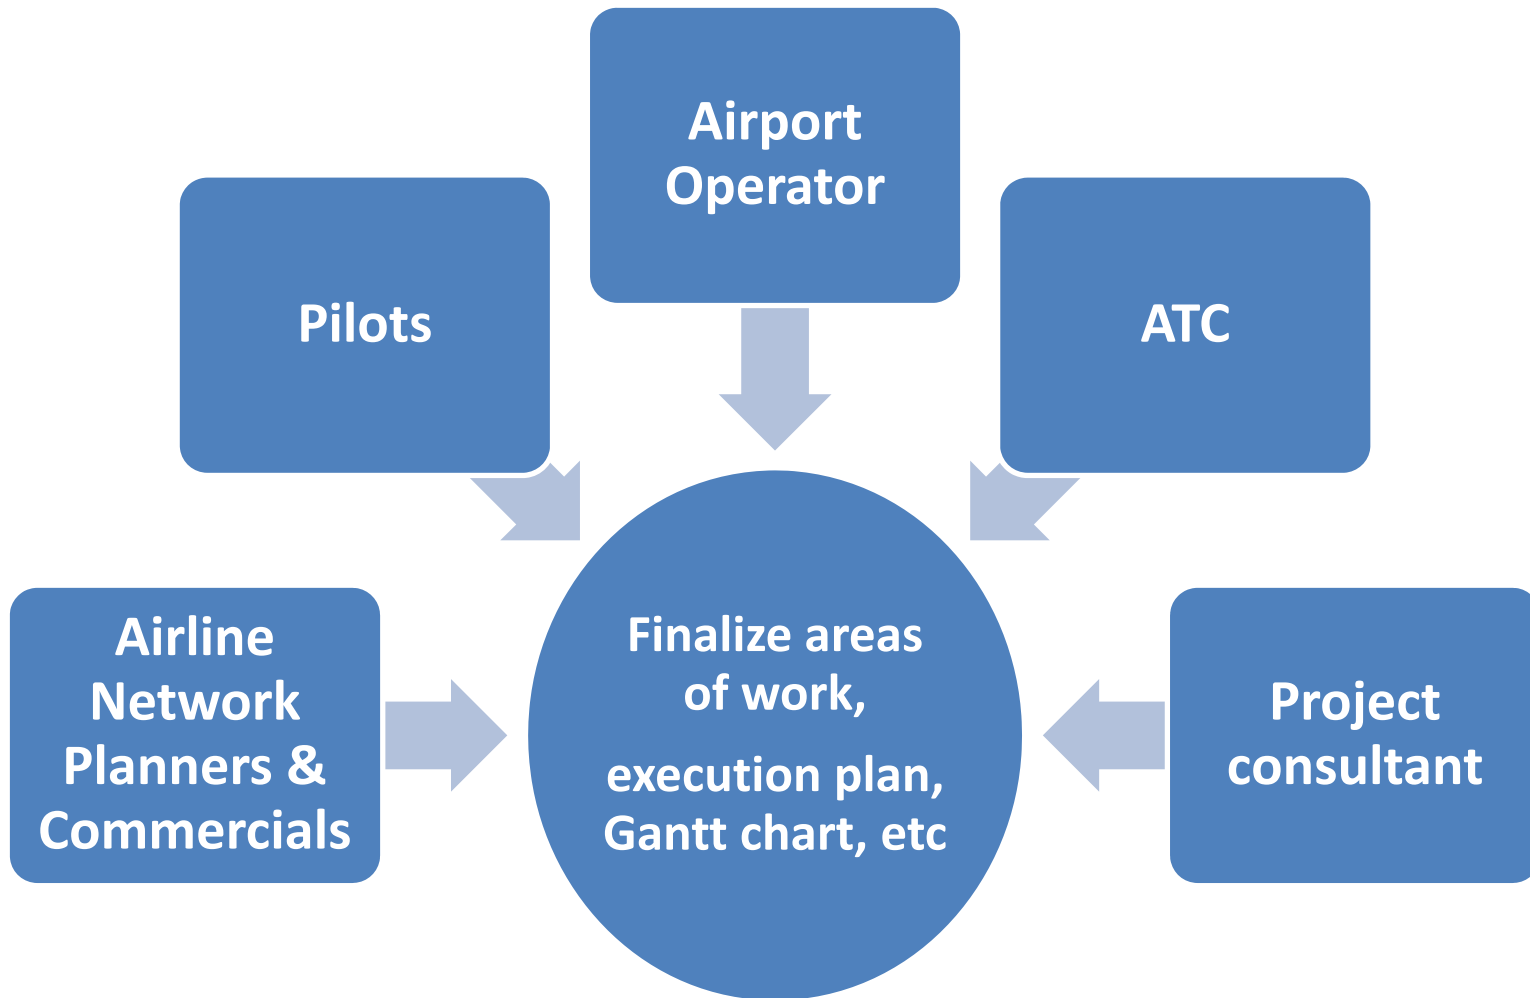 Airport
Operator
Pilots
ATC
Airline
Network
Planners &
Commercials
Finalize areas
of work,
execution plan,
Gantt chart, etc
Project
consultant